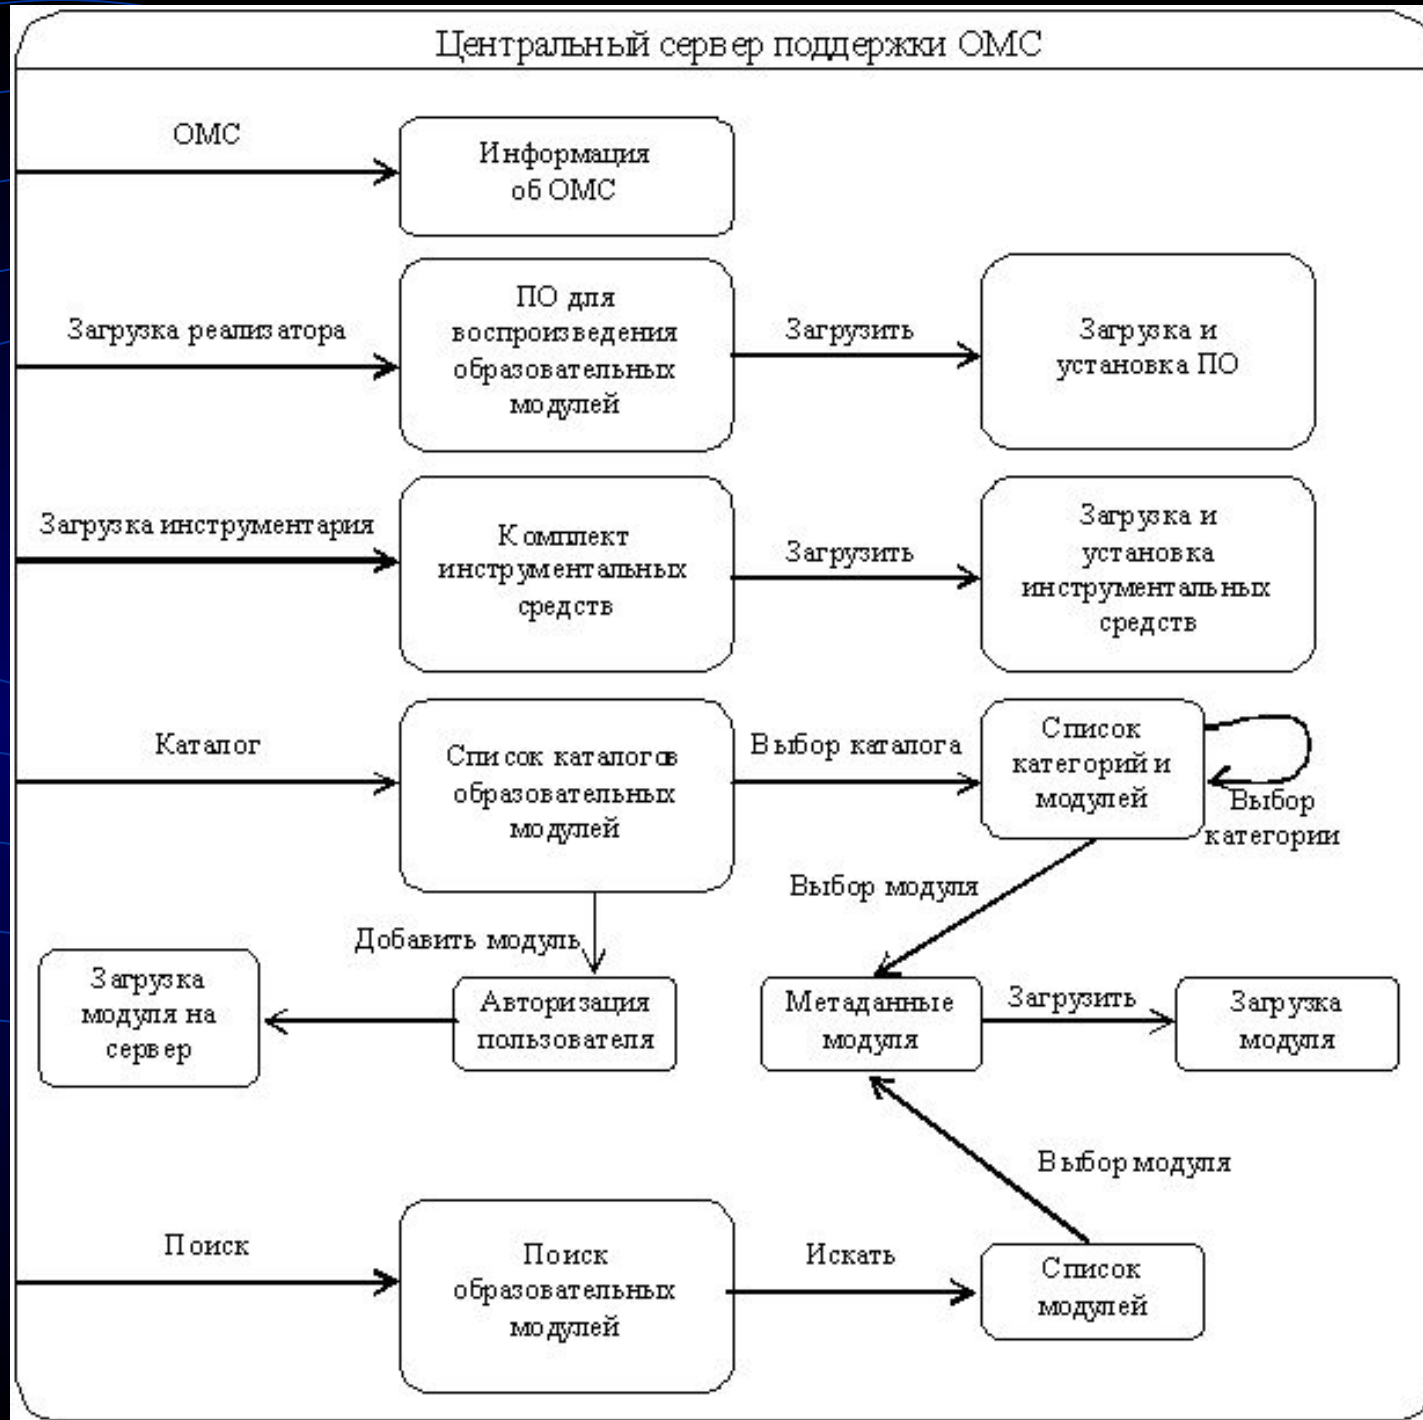 Центральный сервер поддержки ОМС
ОМС
Информация
об ОМС
Загрузка реализатора
ПО для
воспроизведения
образовательных
модулей
Загрузить
Загрузка и
установка ПО
Загрузка инструментария
Комплект
инструментальных
средств
Загрузить
Загрузка и
установка
инструментальных
средств
Каталог
Список каталогов
образовательных
модулей
Выбор каталога
Список
категорий и
модулей
Выбор
категории
Выбор модуля
Добавить модуль
Загрузка
модуля на
сервер
Авторизация
пользователя
Метаданные
модуля
Загрузить
Загрузка
модуля
Выбор модуля
Поиск
Поиск
образовательных
модулей
Искать
Список
модулей